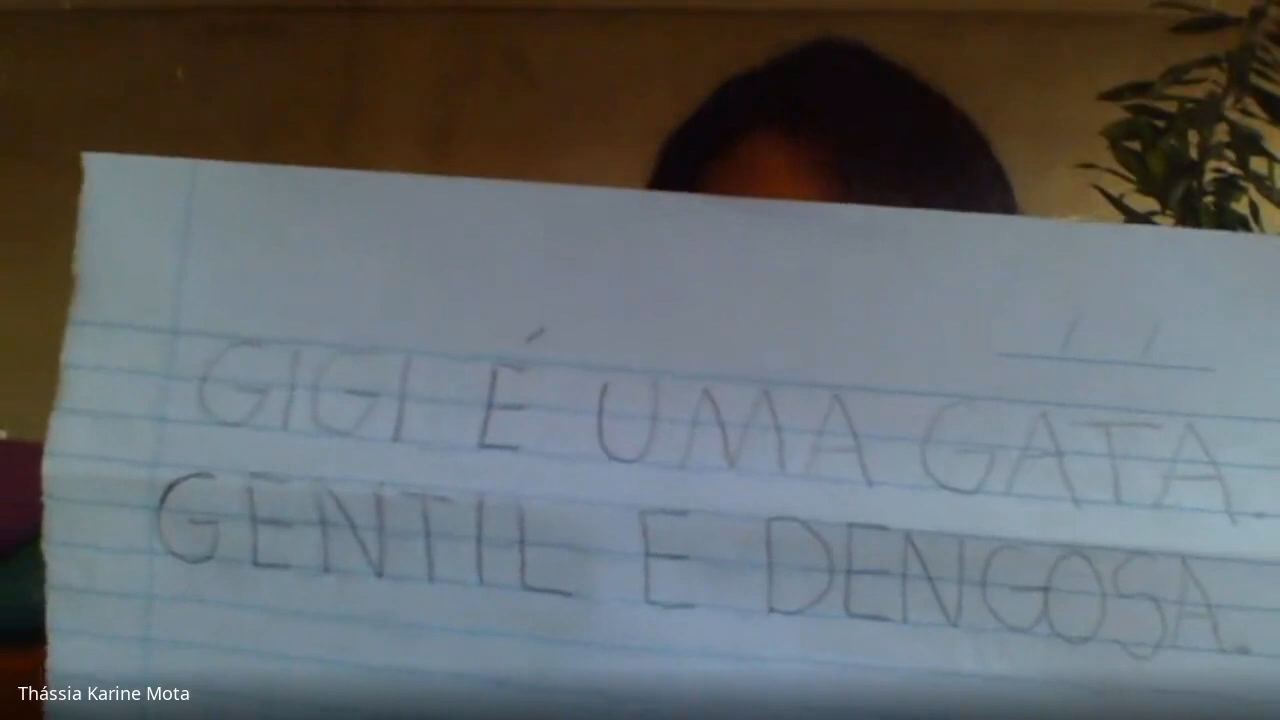 GIGI É UMA GATA.
GENTIL E DENGOSA.
Thássia Karine Mota